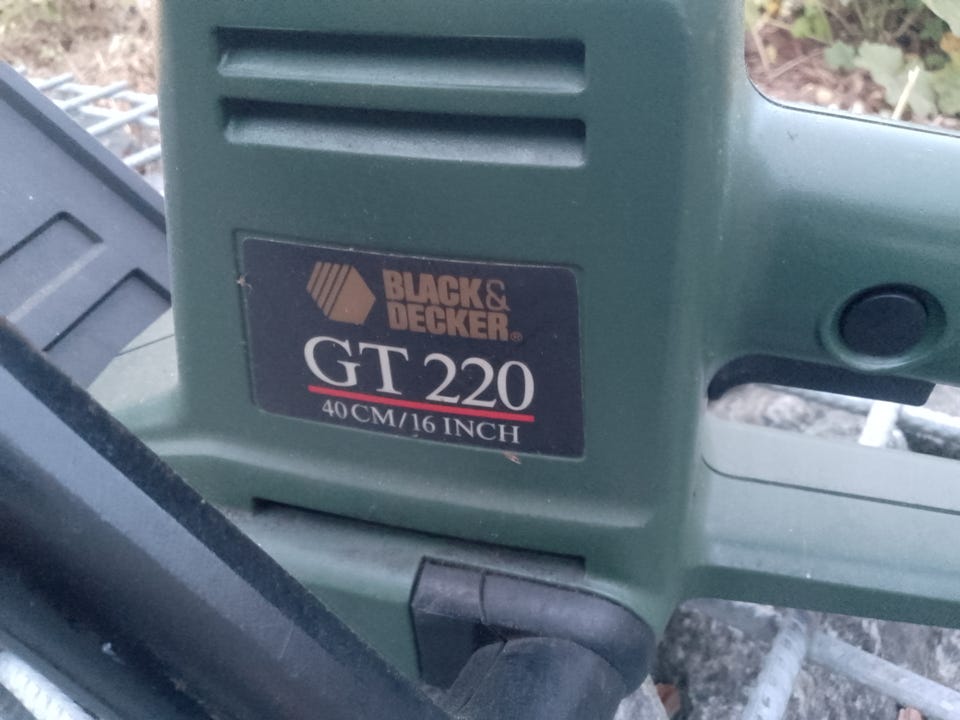 BLACK&
DECKER®
GT 220
40 CM/16 INCH